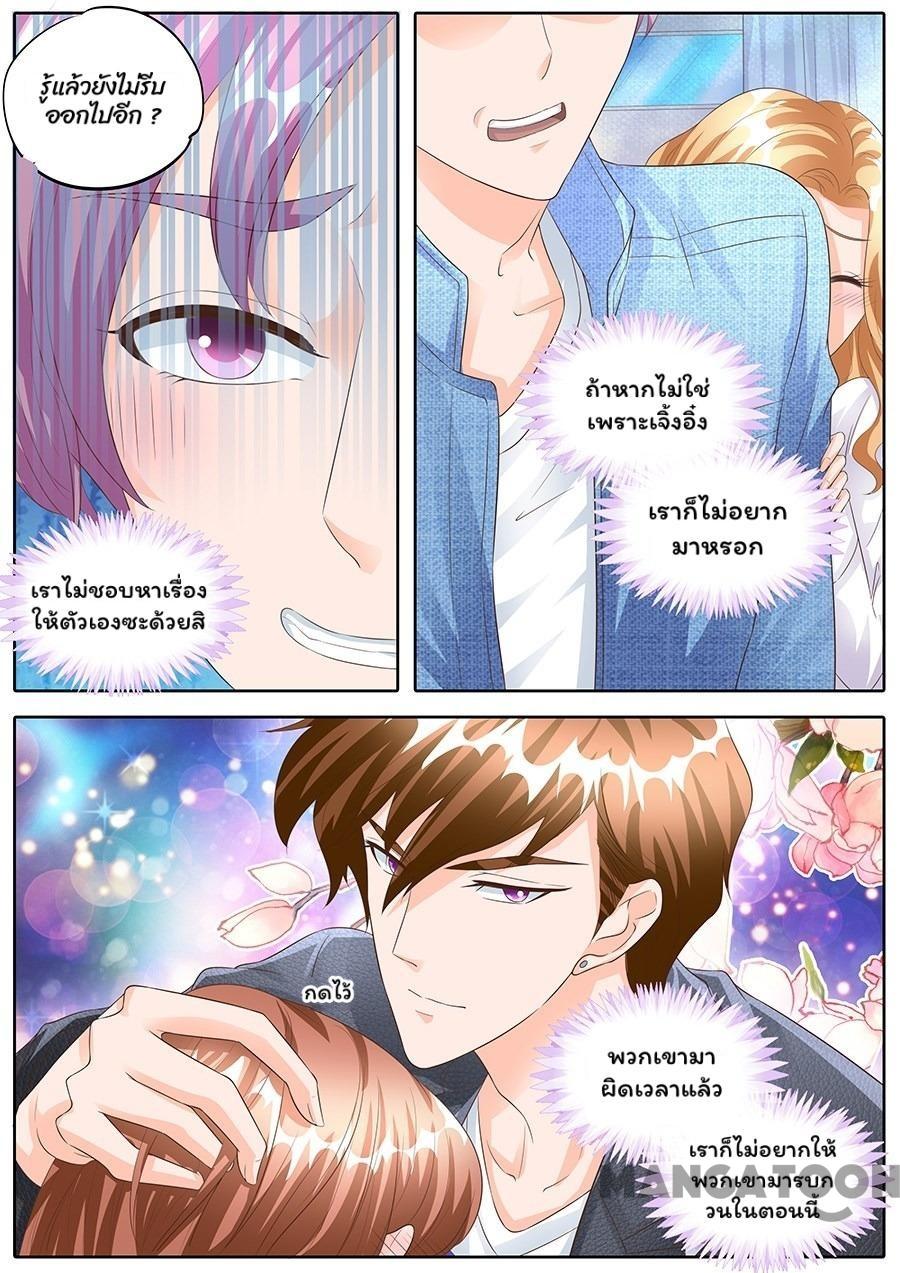 รู้แล้วยังไม่รีบ
ออกไปอีก ?
เราไม่ชอบหาเรื่อง
ให้ตัวเองซะด้วยสิ
ถ้าหากไม่ใช่
เพราะเจิ้งอิ๋ง
เราก็ไม่อยาก
มาหรอก
กดไว้
พวกเขามา
ผิดเวลาแล้ว
เราก็ไม่อยากให้
พวกเขามารบก
วนในตอนนี้
MANGATOON